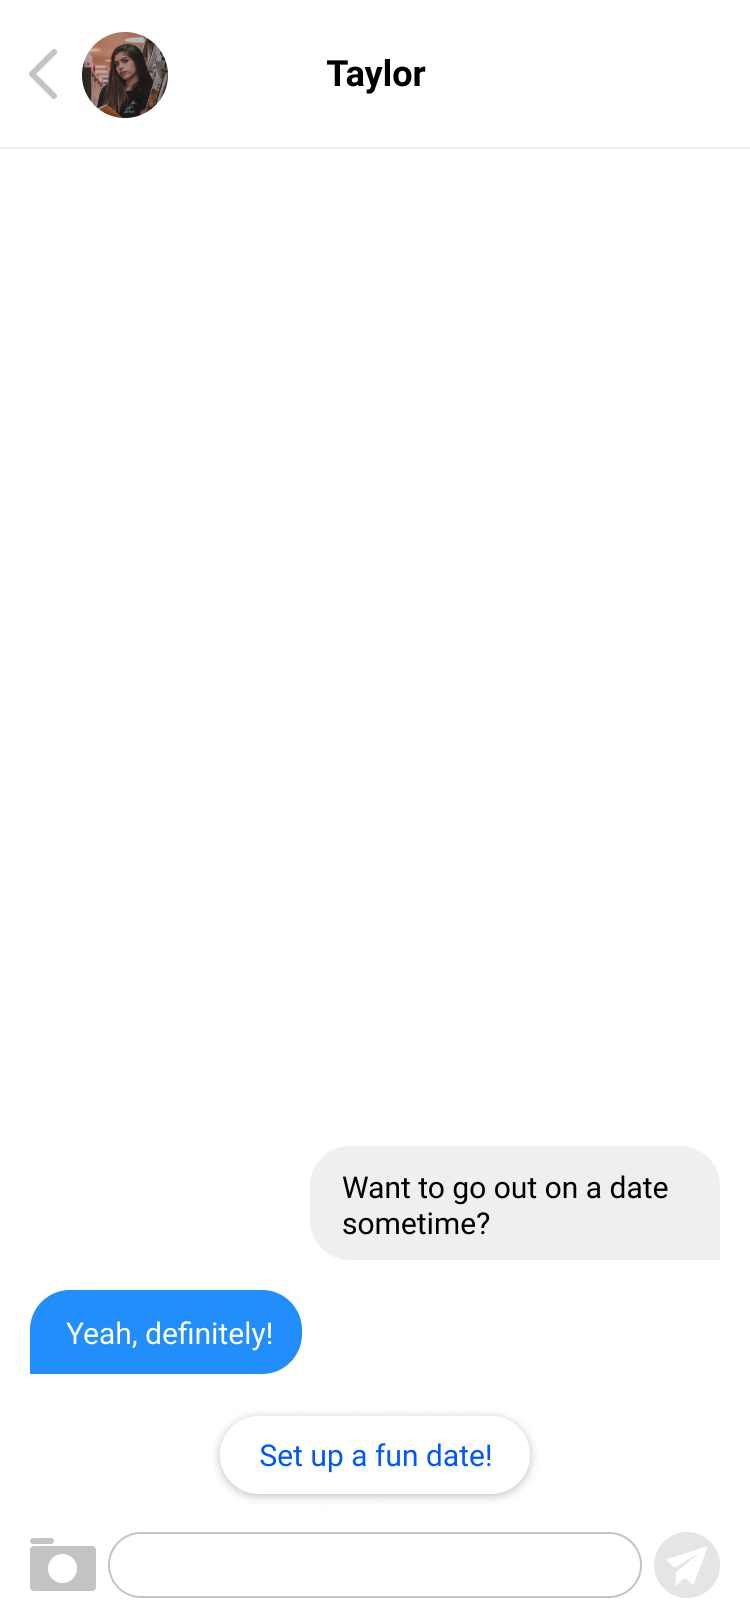 Taylor
Want to go out on a date
sometime?
Yeah, definitely!
Set up a fun date!